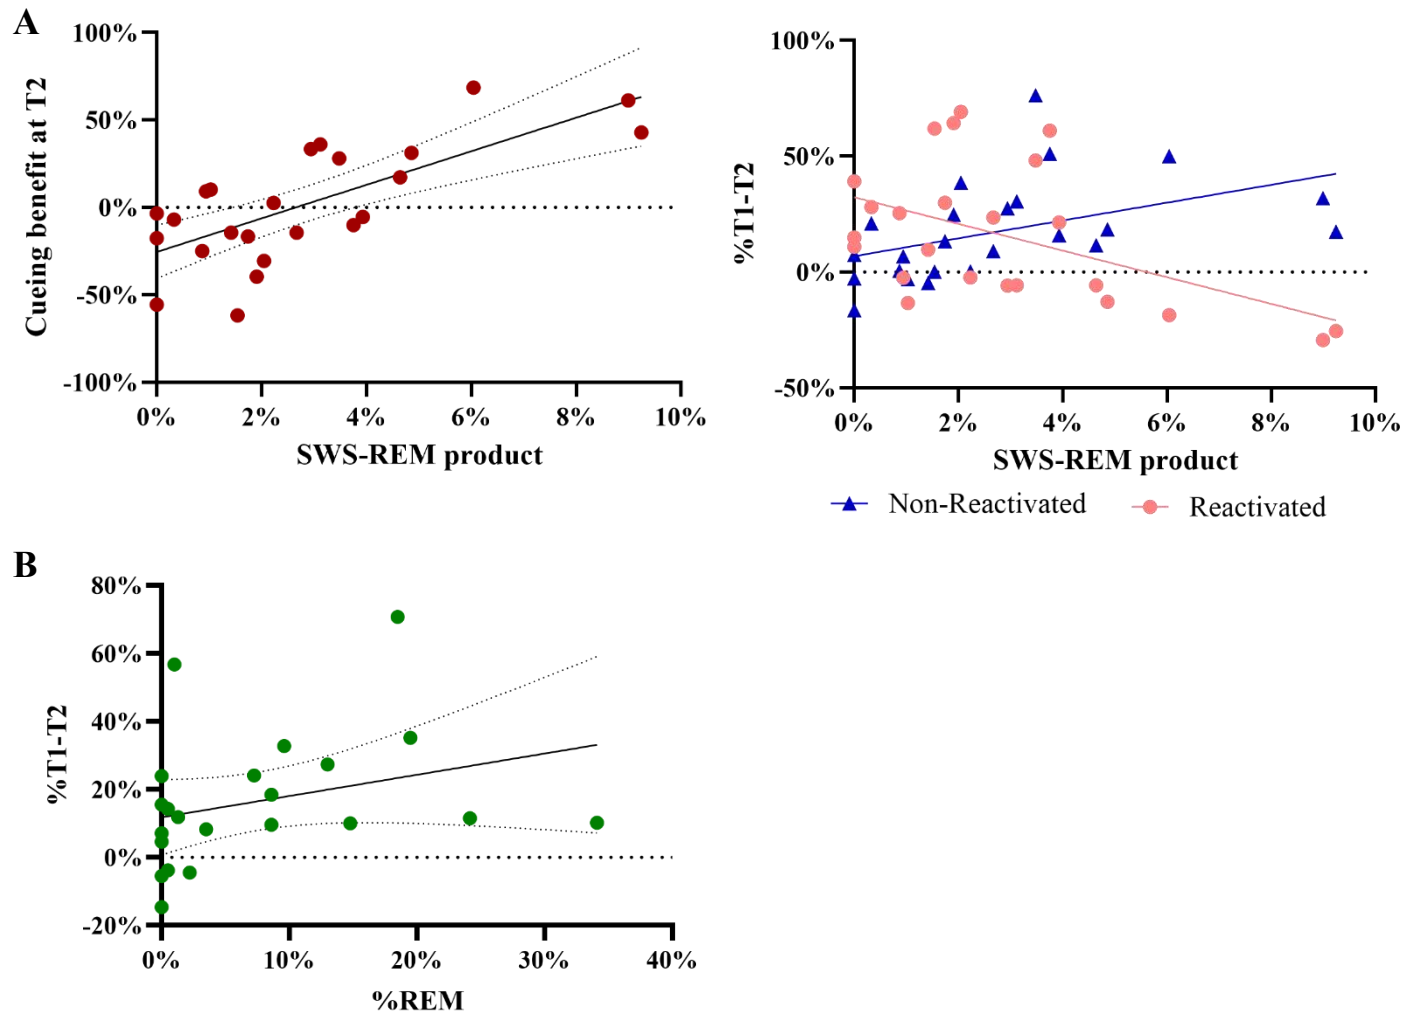 A
Cueing benefit at T2
100%
50%
0%
-50%
-100%
0% 2% 4% 6% 8% 10%
SWS-REM product
%T1-T2
100%
50%
0%
-50%
0% 2% 4% 6% 8% 10%
SWS-REM product
Non-Reactivated Reactivated
B
%T1-T2
80%
60%
40%
20%
0%
-20%
0% 10% 20% 30% 40%
%REM